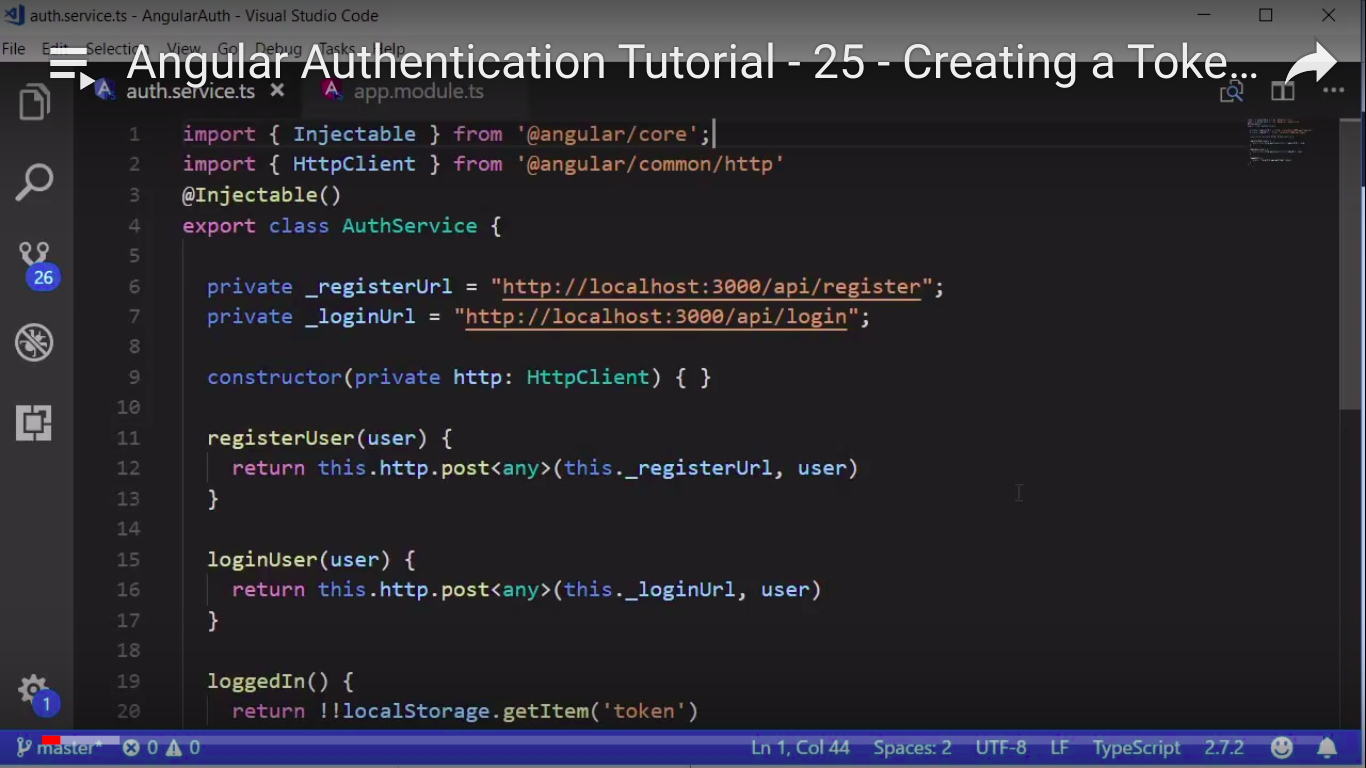 auth.service.ts - AngularAuth - Visual Studio Code
File Edit Selection View Go Debug Tasks Help
Angular Authentication Tutorial - 25 - Creating a Toke...
auth.service.ts app.module.ts
1 import { Injectable } from '@angular/core';
2 import { HttpClient } from '@angular/common/http'
3 @Injectable()
4 export class AuthService {
5
6 private _registerUrl = "http://localhost:3000/api/register";
7 private _loginUrl = "http://localhost:3000/api/login";
8
9 constructor(private http: HttpClient) { }
10
11 registerUser(user) {
12 return this.http.post<any>(this._registerUrl, user)
13 }
14
15 loginUser(user) {
16 return this.http.post<any>(this._loginUrl, user)
17 }
18
19 loggedIn() {
20 return !!localStorage.getItem('token')
26
1
master* 0 0 Ln 1, Col 44 Spaces: 2 UTF-8 LF TypeScript 2.7.2